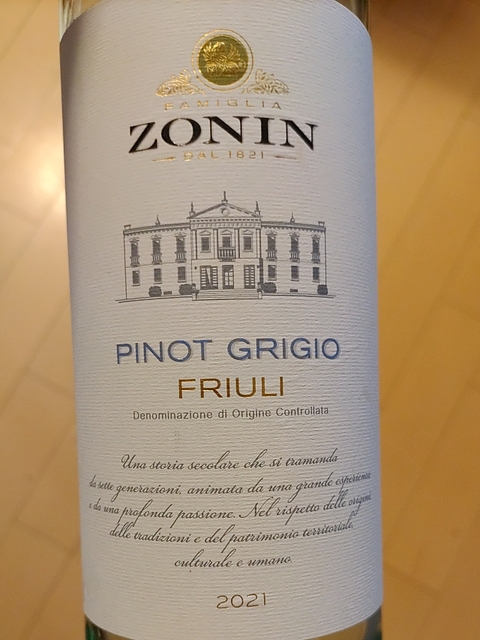 FAMIGLIA
ZONIN
DAL 1821
PINOT GRIGIO
FRIULI
Denominazione di Origine Controllata
Una storia secolare che si tramanda
da sette generazioni, animata da una grande esperienza
e da una profonda passione. Nel rispetto delle origini,
delle tradizioni e del patrimonio territoriale,
culturale e umano.
2021